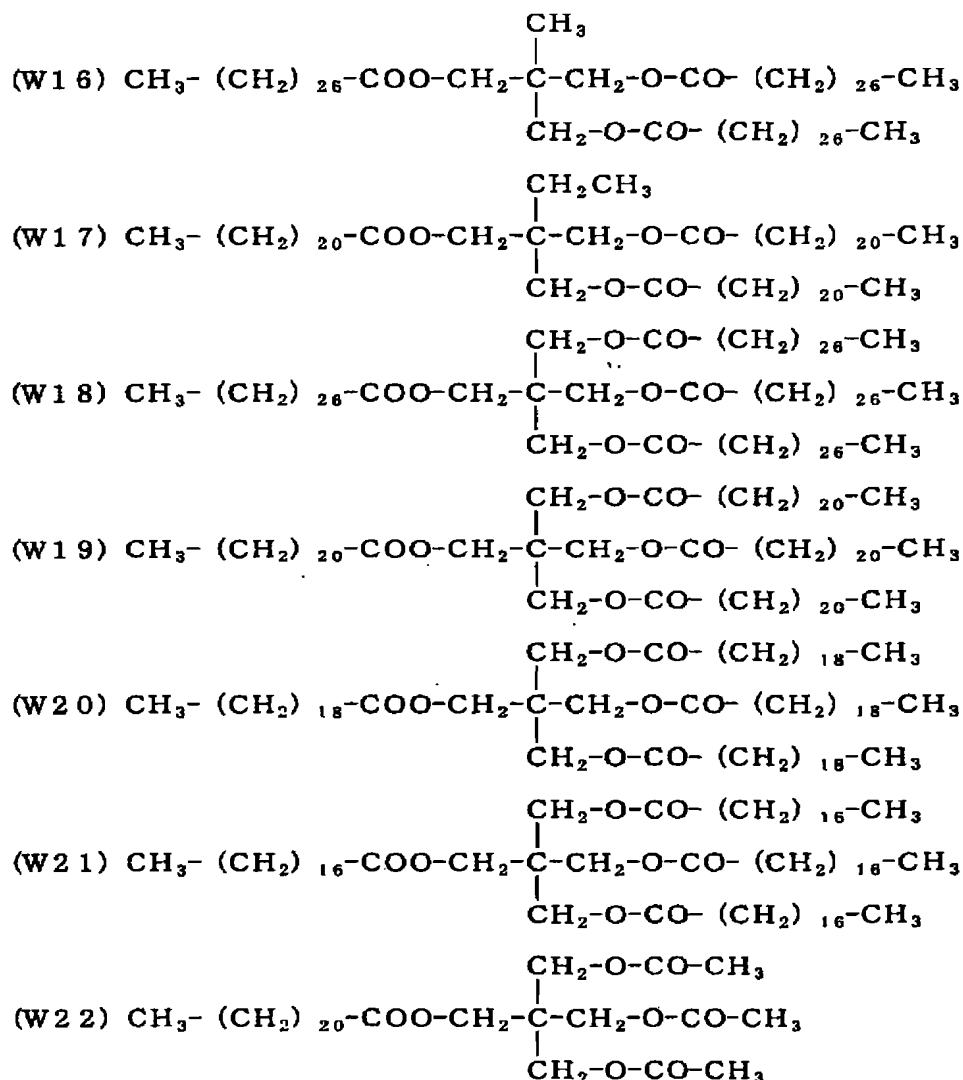 CH₃
(W16) CH₃-(CH₂)₂₆-COO-CH₂-C-CH₂-O-CO-(CH₂)₂₆-CH₃
CH₂-O-CO-(CH₂)₂₆-CH₃
CH₂CH₃
(W17) CH₃-(CH₂)₂₀-COO-CH₂-C-CH₂-O-CO-(CH₂)₂₀-CH₃
CH₂-O-CO-(CH₂)₂₀-CH₃
CH₂-O-CO-(CH₂)₂₆-CH₃
(W18) CH₃-(CH₂)₂₆-COO-CH₂-C-CH₂-O-CO-(CH₂)₂₆-CH₃
CH₂-O-CO-(CH₂)₂₆-CH₃
CH₂-O-CO-(CH₂)₂₀-CH₃
(W19) CH₃-(CH₂)₂₀-COO-CH₂-C-CH₂-O-CO-(CH₂)₂₀-CH₃
CH₂-O-CO-(CH₂)₂₀-CH₃
CH₂-O-CO-(CH₂)₁₈-CH₃
(W20) CH₃-(CH₂)₁₈-COO-CH₂-C-CH₂-O-CO-(CH₂)₁₈-CH₃
CH₂-O-CO-(CH₂)₁₈-CH₃
CH₂-O-CO-(CH₂)₁₆-CH₃
(W21) CH₃-(CH₂)₁₆-COO-CH₂-C-CH₂-O-CO-(CH₂)₁₆-CH₃
CH₂-O-CO-(CH₂)₁₆-CH₃
CH₂-O-CO-CH₃
(W22) CH₃-(CH₂)₂₀-COO-CH₂-C-CH₂-O-CO-CH₃
CH₂-O-CO-CH₃